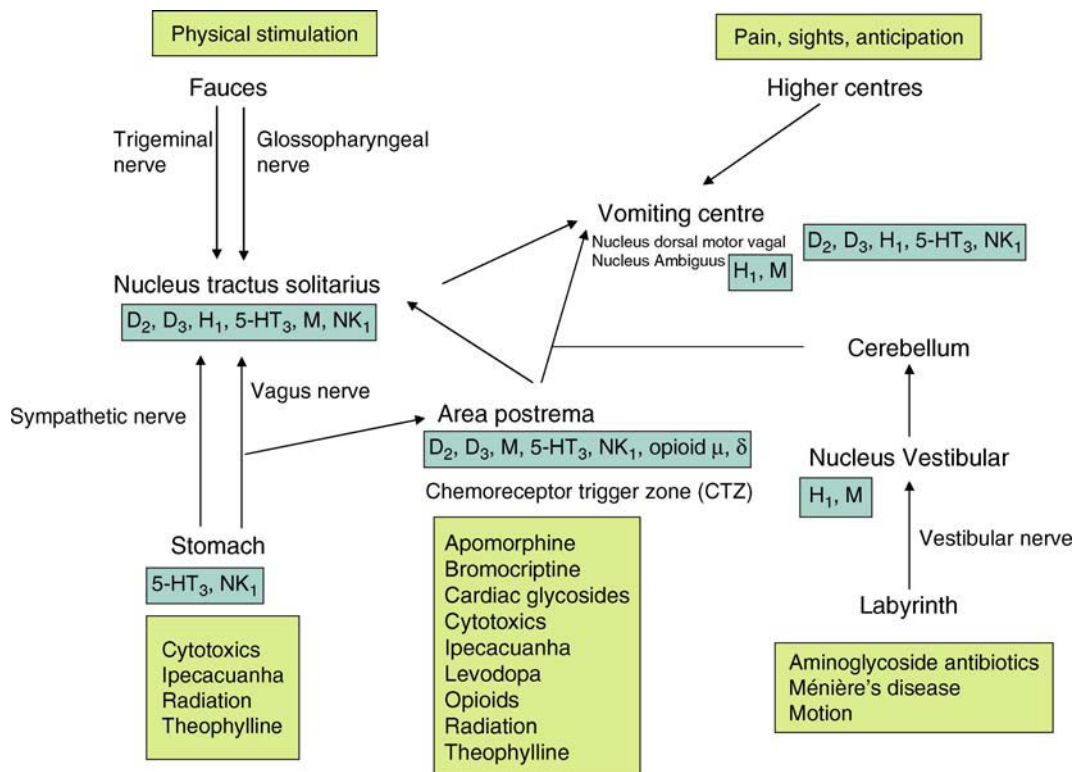 Physical stimulation
Pain, sights, anticipation
Fauces
Higher centres
Trigeminal
nerve
Glossopharyngeal
nerve
Vomiting centre
Nucleus dorsal motor vagal
Nucleus Ambiguus
H₁, M
D₂, D₃, H₁, 5-HT₃, NK₁
Nucleus tractus solitarius
D₂, D₃, H₁, 5-HT₃, M, NK₁
Cerebellum
Sympathetic nerve
Vagus nerve
Area postrema
D₂, D₃, M, 5-HT₃, NK₁, opioid μ, δ
Chemoreceptor trigger zone (CTZ)
Nucleus Vestibular
H₁, M
Vestibular nerve
Stomach
5-HT₃, NK₁
Cytotoxics
Ipecacuanha
Radiation
Theophylline
Apomorphine
Bromocriptine
Cardiac glycosides
Cytotoxics
Ipecacuanha
Levodopa
Opioids
Radiation
Theophylline
Labyrinth
Aminoglycoside antibiotics
Ménière's disease
Motion